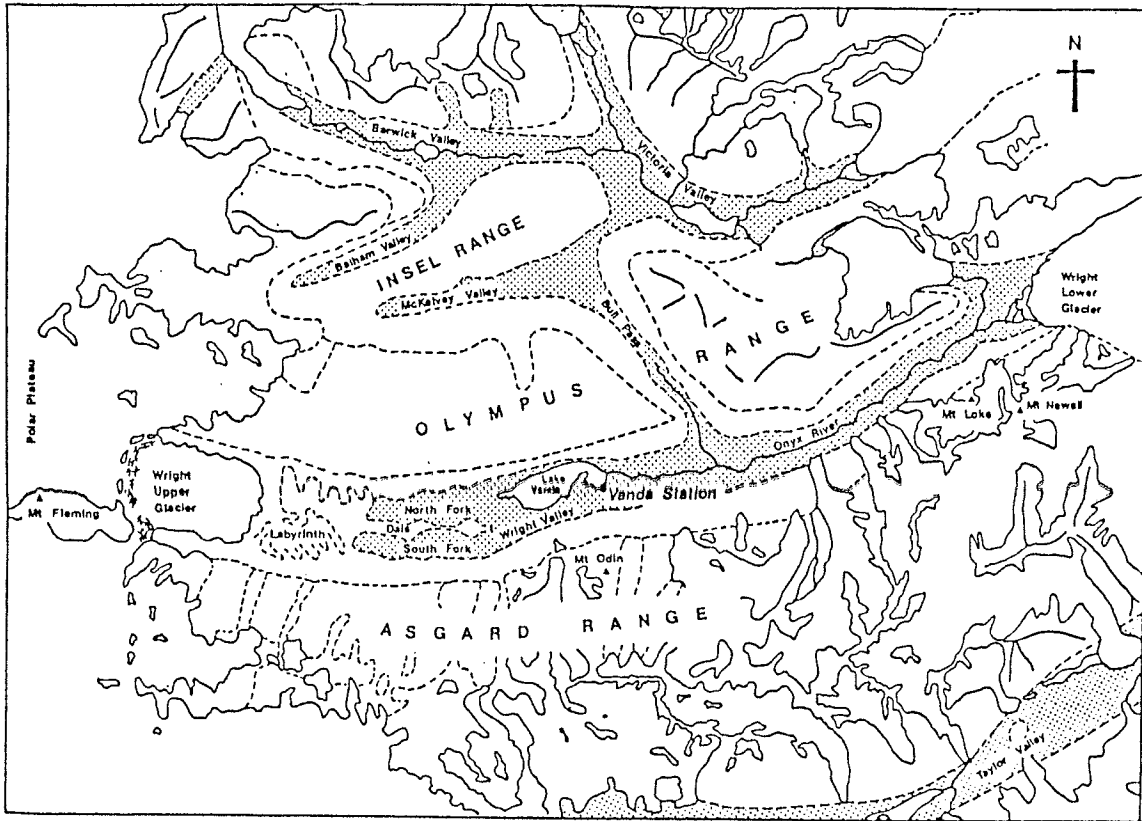 N
Barwick Valley
Victoria Valley
Balham Valley
INSEL RANGE
McKelvey Valley
Bull Pass
RANGE
Wright
Lower
Glacier
Polar Plateau
OLYMPUS
Mt Loke
Mt Newall
Onyx River
Lake
Vanda
Vanda Station
Wright
Upper
Glacier
Mt Fleming
North Fork
Dais
Labyrinth
South Fork
Wright Valley
Mt Odin
ASGARD RANGE
Taylor Valley